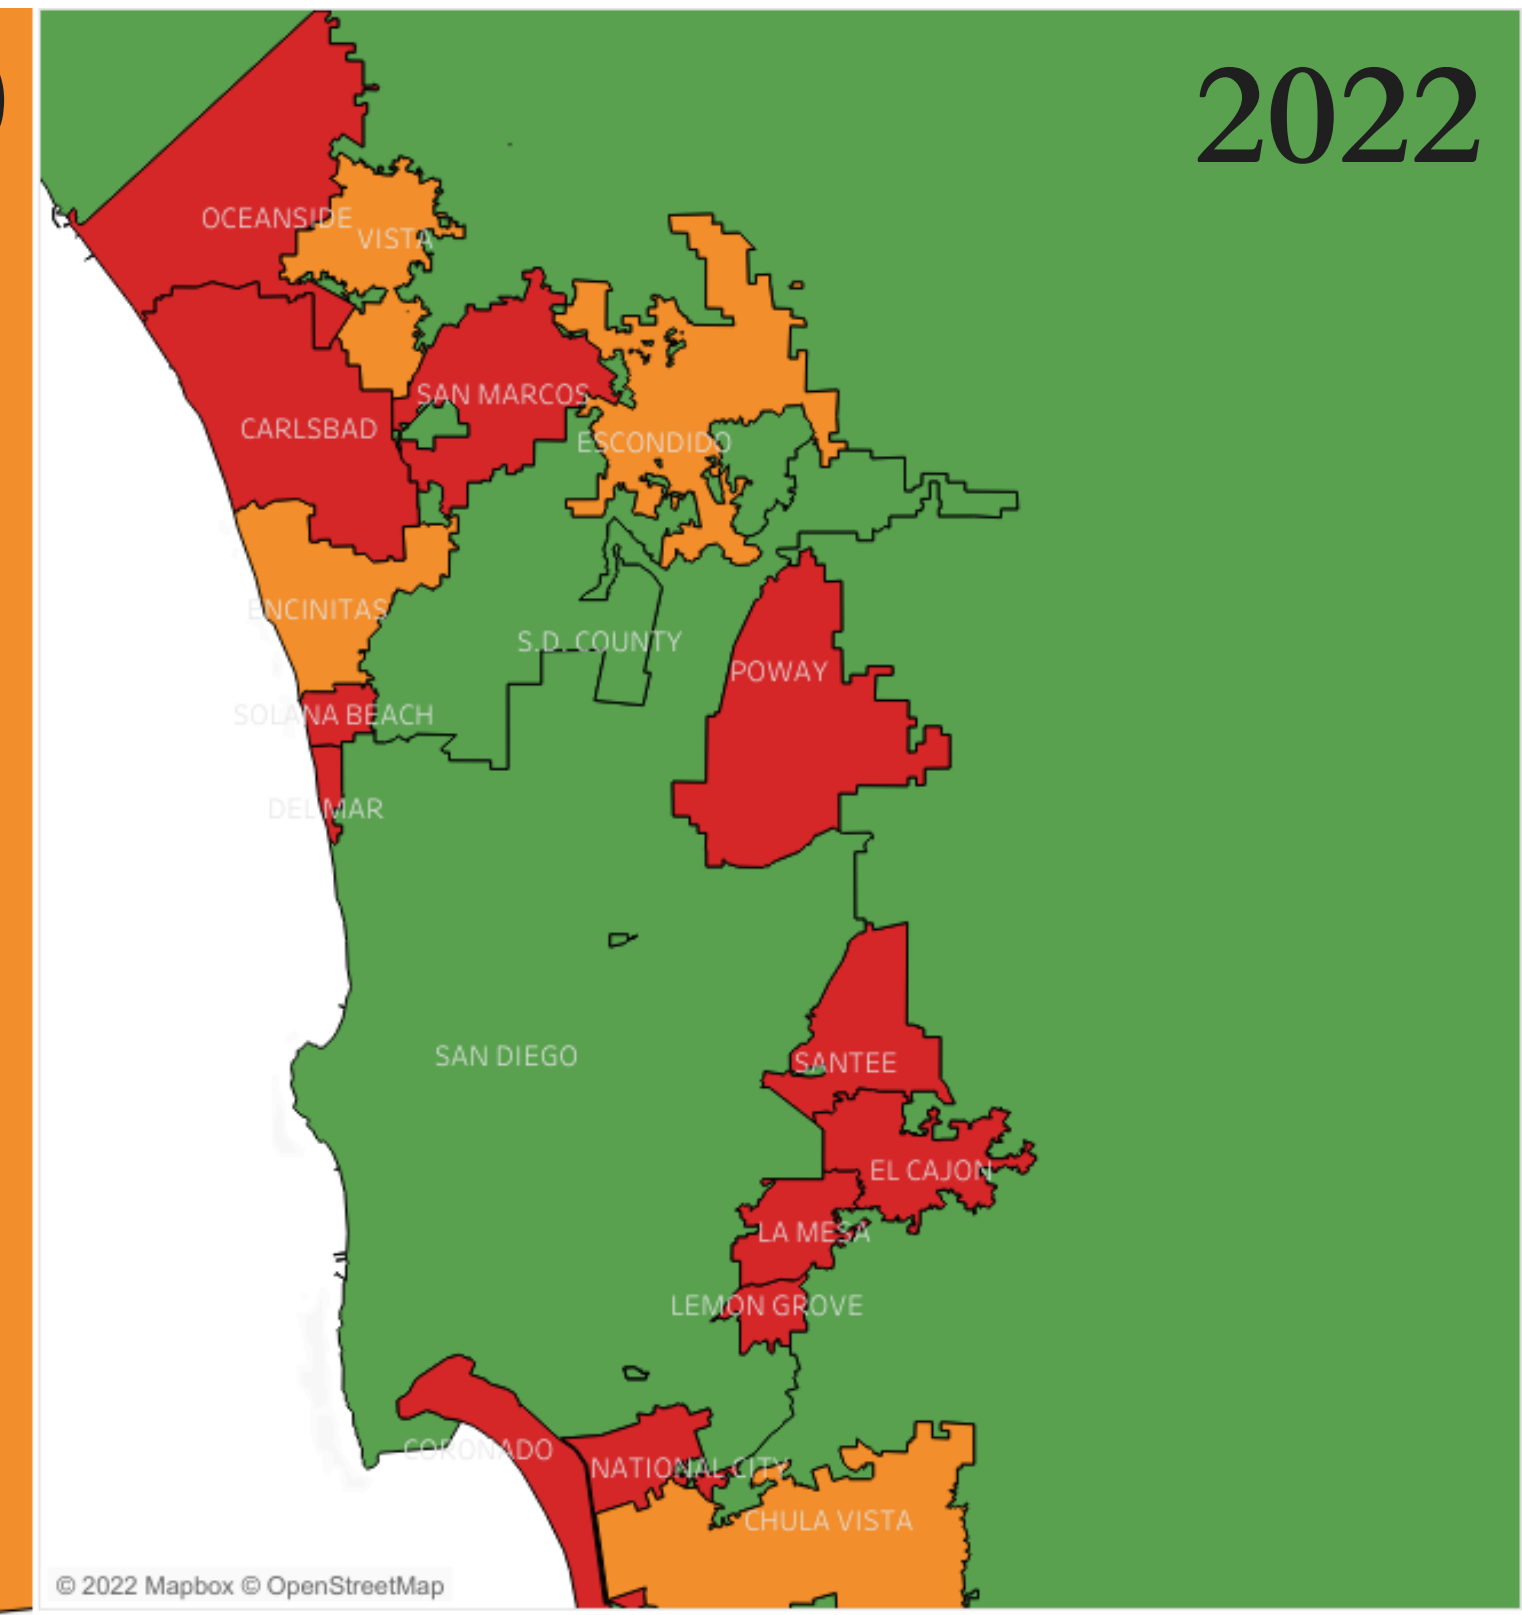 2022
OCEANSIDE
VISTA
SAN MARCOS
CARLSBAD
ESCONDIDO
ENCINITAS
S.D. COUNTY
POWAY
SOLANA BEACH
DEL MAR
SAN DIEGO
SANTEE
EL CAJON
LA MESA
LEMON GROVE
CORONADO
NATIONAL CITY
CHULA VISTA
© 2022 Mapbox © OpenStreetMap